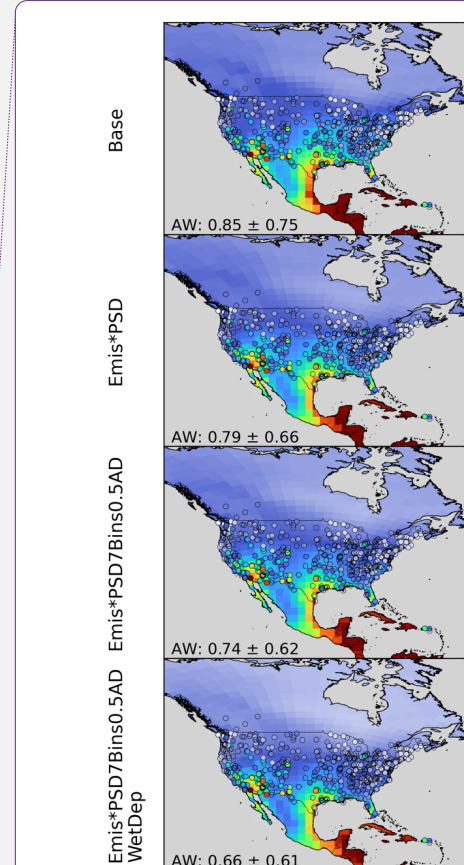 Base
AW: 0.85 ± 0.75
Emis*PSD
AW: 0.79 ± 0.66
Emis*PSD7Bins0.5AD
AW: 0.74 ± 0.62
Emis*PSD7Bins0.5AD
WetDep
AW: 0.66 ± 0.61